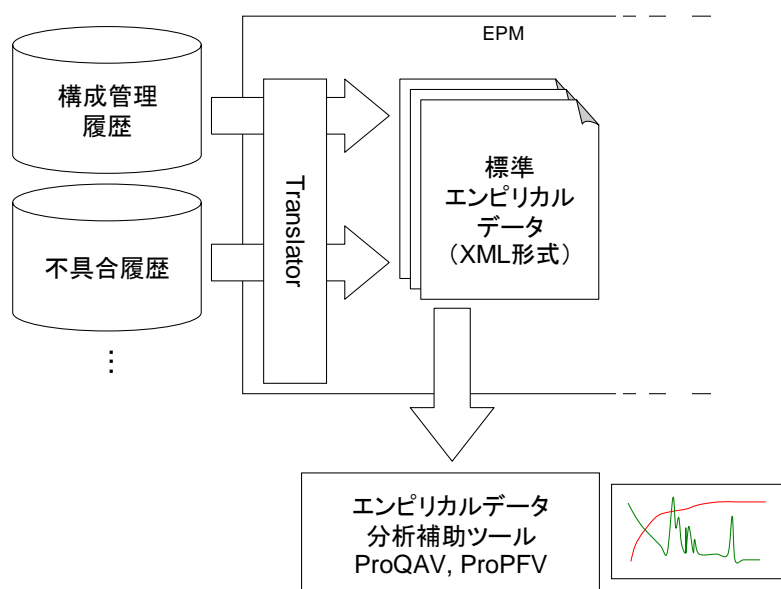 EPM
構成管理
履歴
不具合履歴
⋮
Translator
標準
エンピリカル
データ
（XML形式）
エンピリカルデータ
分析補助ツール
ProQAV, ProPFV